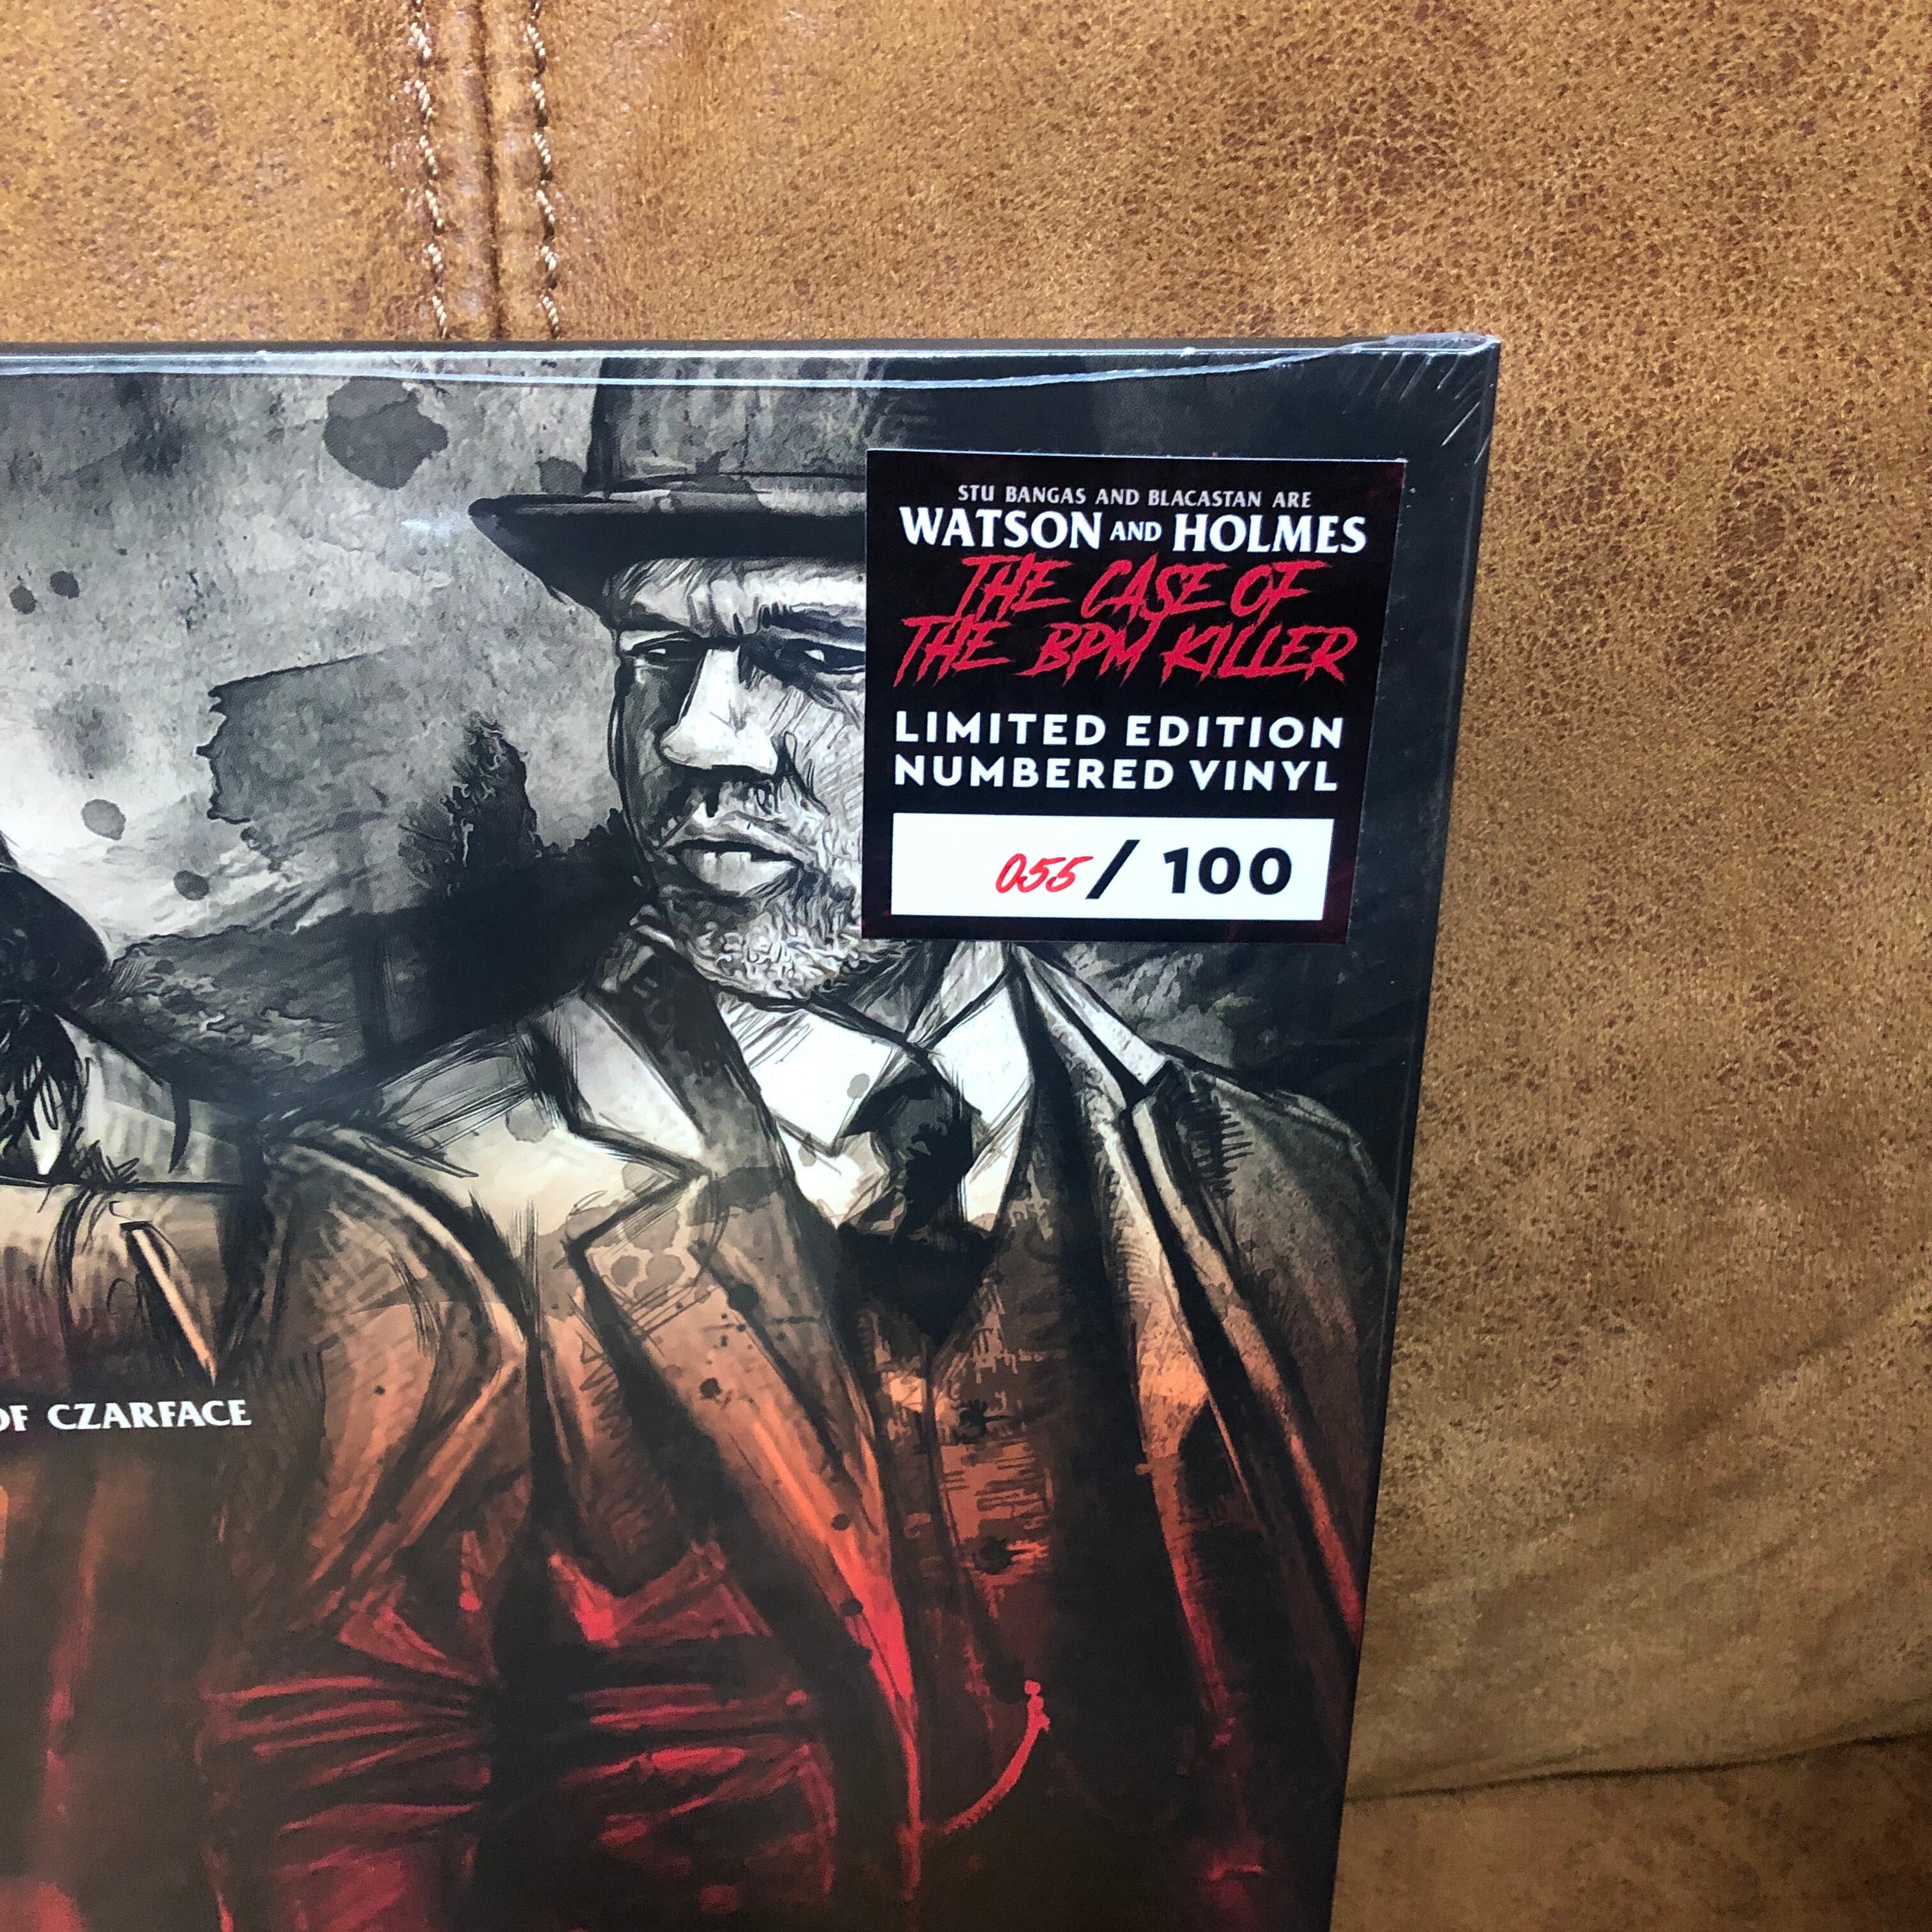 STU BANGAS AND BLACASTAN ARE
WATSON AND HOLMES
THE CASE OF
THE BPM KILLER
LIMITED EDITION
NUMBERED VINYL
055/100
OF CZARFACE